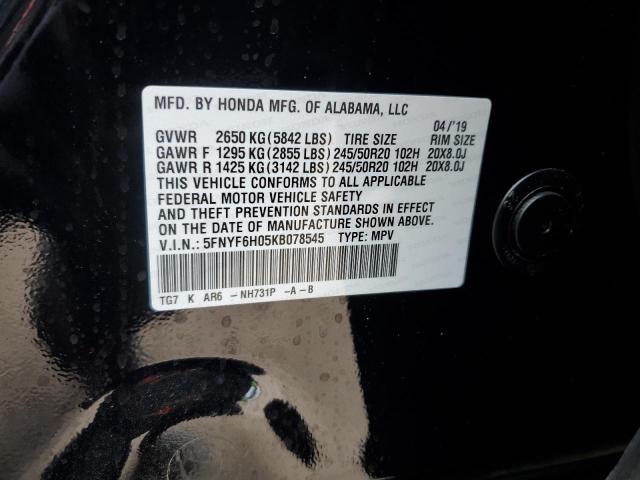 MFD. BY HONDA MFG. OF ALABAMA, LLC
04/'19
GVWR 2650 KG (5842 LBS) TIRE SIZE RIM SIZE
GAWR F 1295 KG (2855 LBS) 245/50R20 102H 20X8.0J
GAWR R 1425 KG (3142 LBS) 245/50R20 102H 20X8.0J
THIS VEHICLE CONFORMS TO ALL APPLICABLE
FEDERAL MOTOR VEHICLE SAFETY
AND THEFT PREVENTION STANDARDS IN EFFECT
ON THE DATE OF MANUFACTURE SHOWN ABOVE.
V.I.N.: 5FNYF6H05KB078545 TYPE: MPV
TG7 K AR6 -NH731P -A-B